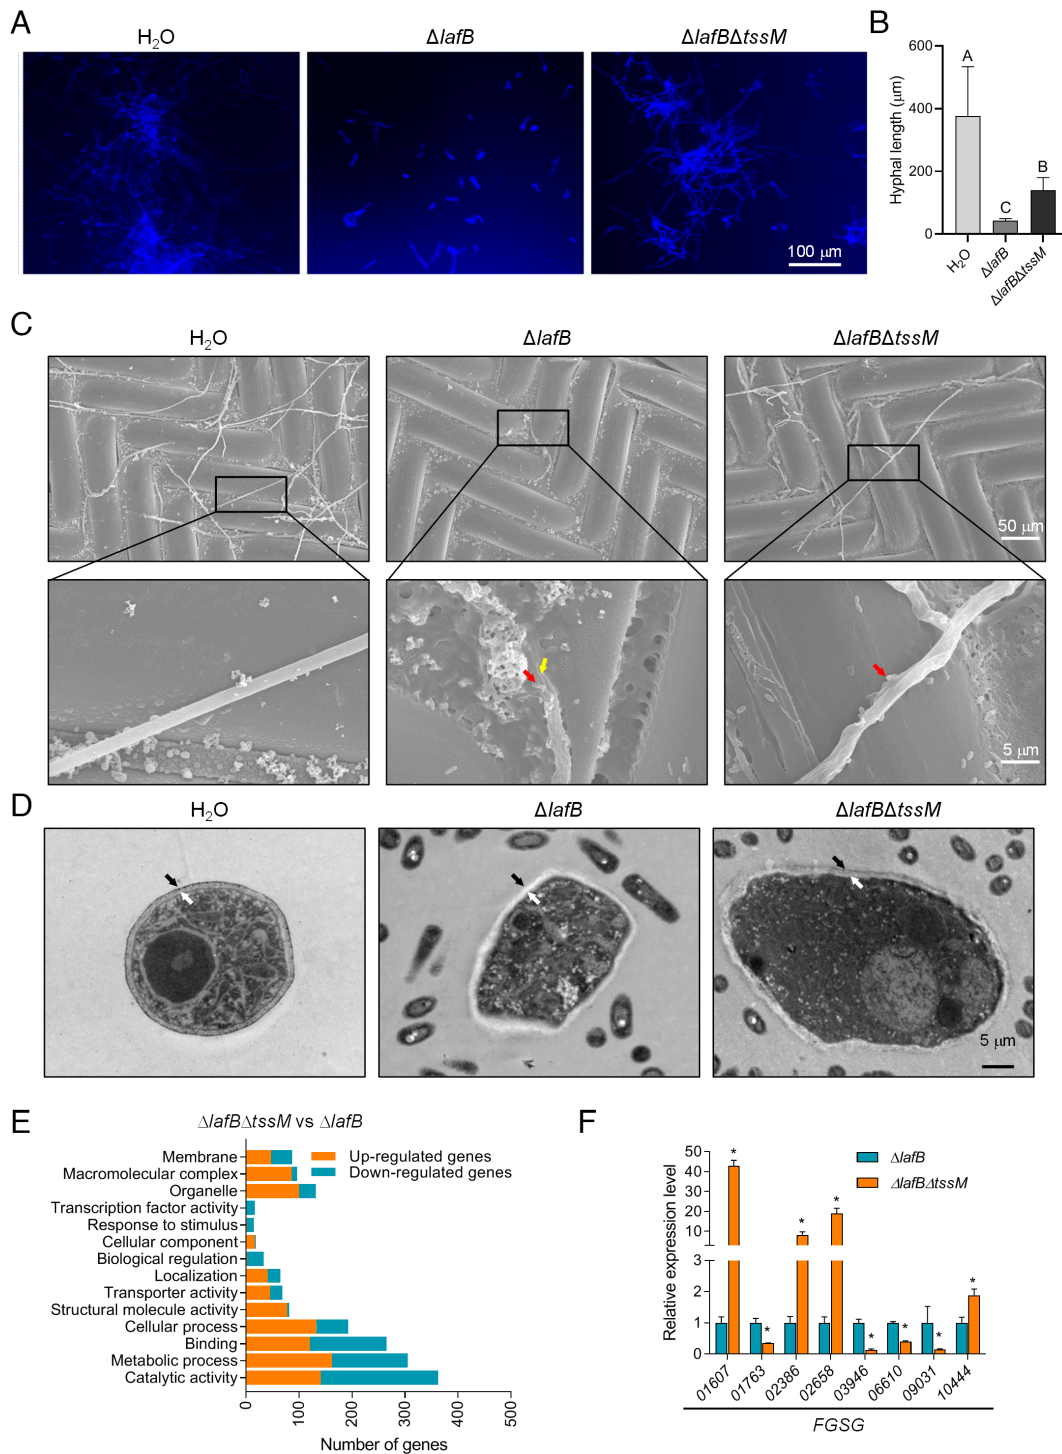 A
H2O
ΔlafB
ΔlafBΔtssM
100 μm
B
Hyphal length (μm)
600
400
200
0
A
C
B
H2O
ΔlafB
ΔlafBΔtssM
C
H2O
ΔlafB
ΔlafBΔtssM
50 μm
5 μm
D
H2O
ΔlafB
ΔlafBΔtssM
5 μm
E
ΔlafBΔtssM vs ΔlafB
Up-regulated genes
Down-regulated genes
Membrane
Macromolecular complex
Organelle
Transcription factor activity
Response to stimulus
Cellular component
Biological regulation
Localization
Transporter activity
Structural molecule activity
Cellular process
Binding
Metabolic process
Catalytic activity
0
100
200
300
400
500
Number of genes
F
Relative expression level
50
40
30
20
10
3
2
1
0
ΔlafB
ΔlafBΔtssM
*
*
*
*
*
*
*
*
01607
01763
02386
02658
03946
06610
09031
10444
FGSG